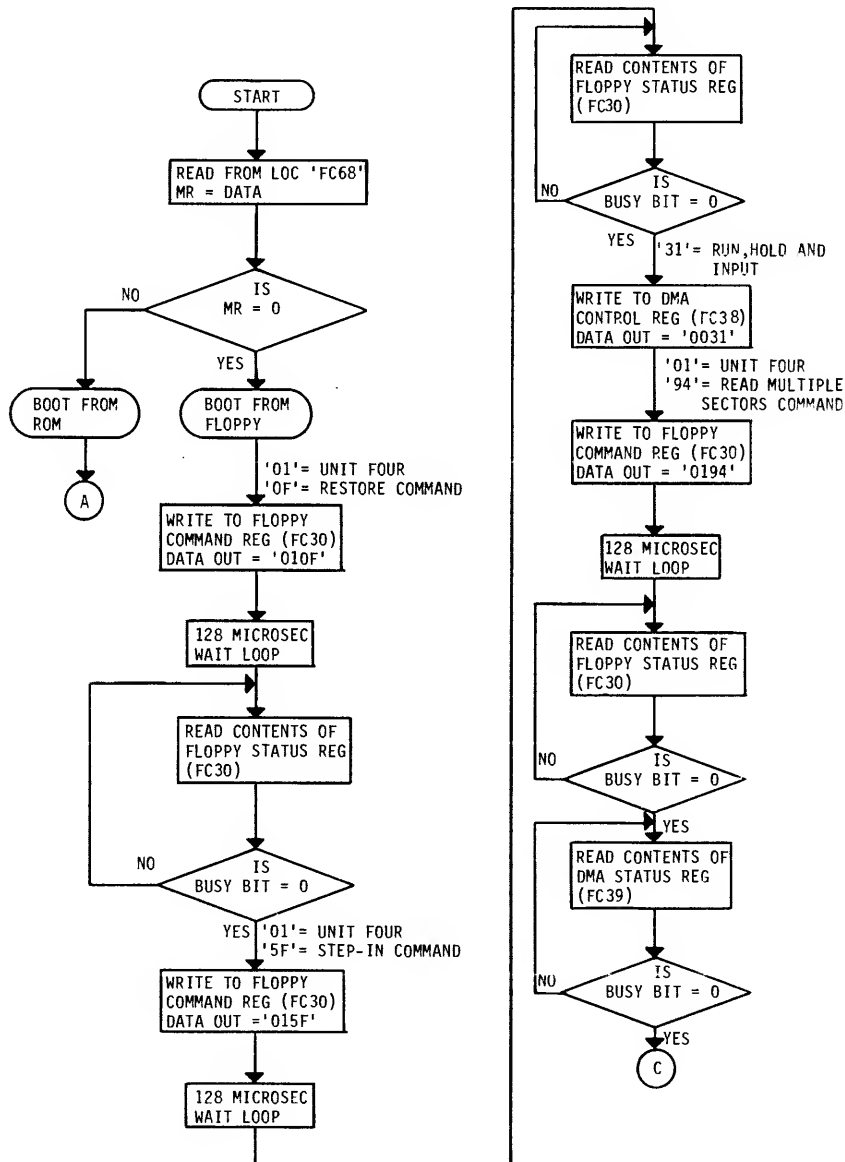 START
READ FROM LOC 'FC68'
MR = DATA
IS
MR = 0
NO
YES
BOOT FROM
ROM
BOOT FROM
FLOPPY
A
'01'= UNIT FOUR
'0F'= RESTORE COMMAND
WRITE TO FLOPPY
COMMAND REG (FC30)
DATA OUT = '010F'
128 MICROSEC
WAIT LOOP
READ CONTENTS OF
FLOPPY STATUS REG
(FC30)
NO
IS
BUSY BIT = 0
YES
'01'= UNIT FOUR
'5F'= STEP-IN COMMAND
WRITE TO FLOPPY
COMMAND REG (FC30)
DATA OUT ='015F'
128 MICROSEC
WAIT LOOP
READ CONTENTS OF
FLOPPY STATUS REG
(FC30)
NO
IS
BUSY BIT = 0
YES
'31'= RUN,HOLD AND
INPUT
WRITE TO DMA
CONTROL REG (FC38)
DATA OUT = '0031'
'01'= UNIT FOUR
'94'= READ MULTIPLE
SECTORS COMMAND
WRITE TO FLOPPY
COMMAND REG (FC30)
DATA OUT = '0194'
128 MICROSEC
WAIT LOOP
READ CONTENTS OF
FLOPPY STATUS REG
(FC30)
NO
IS
BUSY BIT = 0
YES
READ CONTENTS OF
DMA STATUS REG
(FC39)
NO
IS
BUSY BIT = 0
YES
C